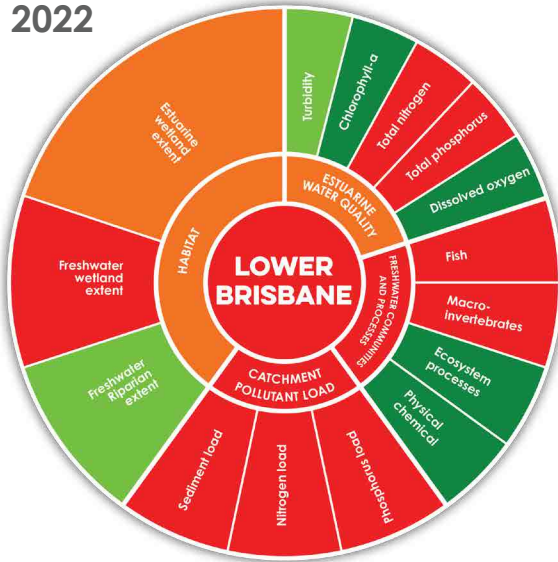 2022
Turbidity
Chlorophyll-a
Total nitrogen
Total phosphorus
Dissolved oxygen
Fish
Macro-
Invertebrates
Ecosystem
processes
Physical
chemical
Phosphorus load
Nitrogen load
Sediment load
Freshwater
Riparian
extent
Freshwater
wetland
extent
Estuarine
wetland
extent
HABITAT
ESTUARINE
WATER QUALITY
FRESHWATER COMMUNITIES
AND PROCESSES
CATCHMENT
POLLUTANT LOAD
LOWER
BRISBANE